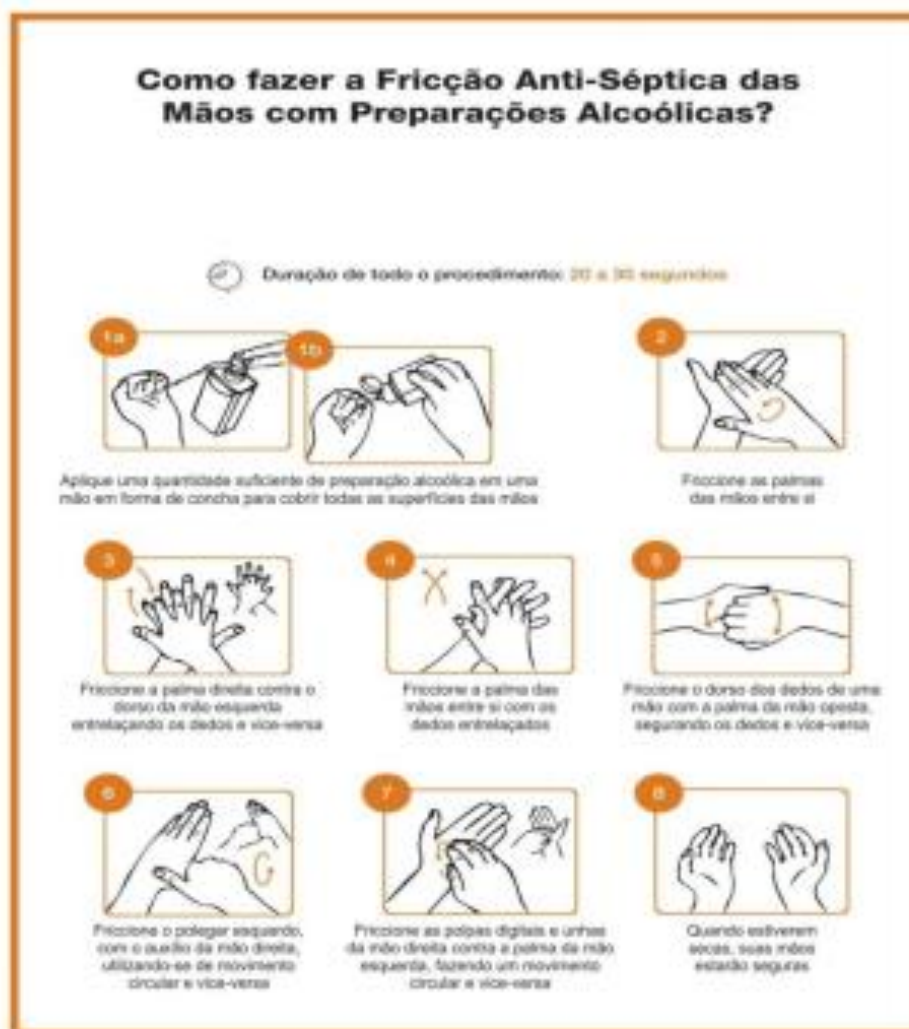 Como fazer a Fricção Anti-Séptica das
Mãos com Preparações Alcoólicas?
Duração de todo o procedimento: 20 a 30 segundos
1a
1b
Aplique uma quantidade suficiente de preparação alcoólica em uma
mão em forma de concha para cobrir todas as superfícies das mãos
2
Friccione as palmas
das mãos entre si
3
Friccione a palma direita contra o
dorso da mão esquerda
entrelaçando os dedos e vice-versa
4
Friccione a palma das
mãos entre si com os
dedos entrelaçados
5
Friccione o dorso dos dedos de uma
mão com a palma da mão oposta,
segurando os dedos e vice-versa
6
Friccione o polegar esquerdo,
com o auxílio da mão direita,
utilizando-se de movimento
circular e vice-versa
7
Friccione as polpas digitais e unhas
da mão direita contra a palma da mão
esquerda, fazendo um movimento
circular e vice-versa
8
Quando estiverem
secas, suas mãos
estarão seguras